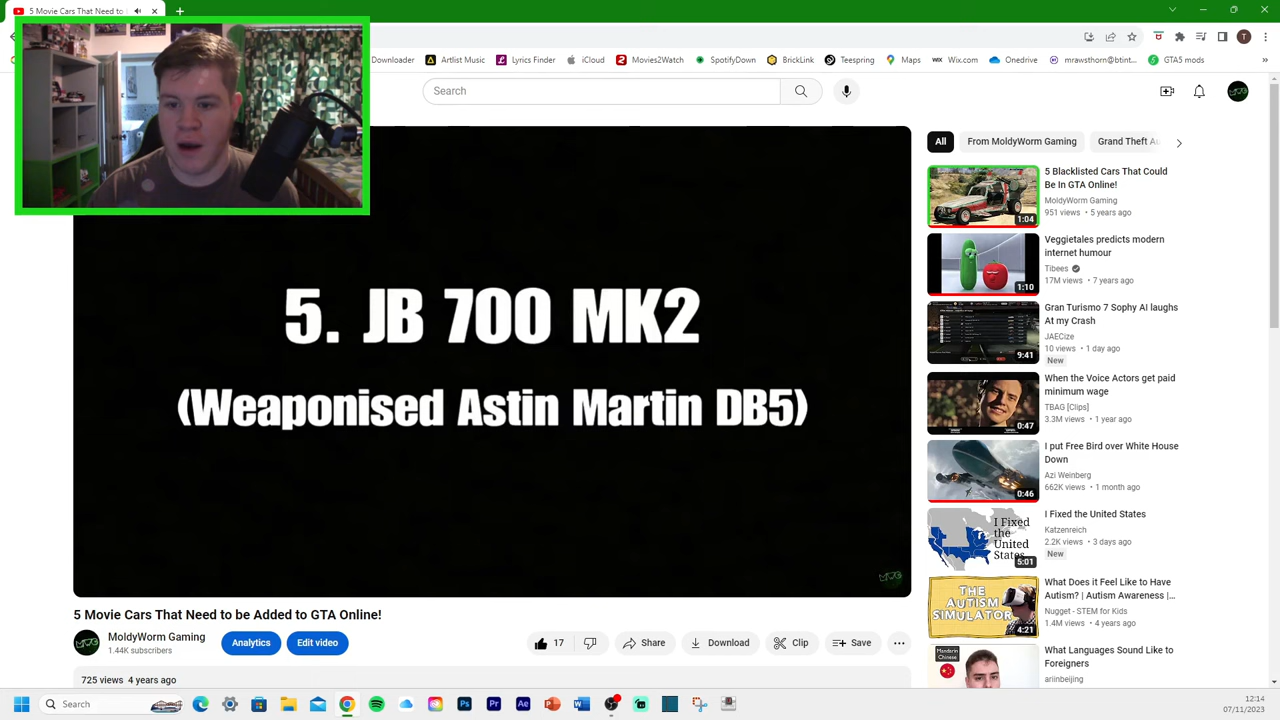 5 Movie Cars That Need to
Downloader
Artlist Music
Lyrics Finder
iCloud
Movies2Watch
SpotifyDown
BrickLink
Teespring
Maps
WIX Wix.com
Onedrive
mrawsthorn@btint...
GTA5 mods
»
T
Search
5. JB 700 MK2
(Weaponised Astin Martin DB5)
5 Movie Cars That Need to be Added to GTA Online!
MoldyWorm Gaming
1.44K subscribers
Analytics
Edit video
17
Share
Download
Clip
Save
725 views 4 years ago
All
From MoldyWorm Gaming
Grand Theft Au
1:04
5 Blacklisted Cars That Could
Be In GTA Online!
MoldyWorm Gaming
951 views • 5 years ago
1:10
Veggietales predicts modern
internet humour
Tibees
17M views • 7 years ago
9:41
Gran Turismo 7 Sophy AI laughs
At my Crash
JAECize
10 views • 1 day ago
New
0:47
When the Voice Actors get paid
minimum wage
TBAG [Clips]
3.3M views • 1 year ago
0:46
I put Free Bird over White House
Down
Azi Weinberg
662K views • 1 month ago
I Fixed
the
United
States
5:01
I Fixed the United States
Katzenreich
2.2K views • 3 days ago
New
THE
AUTISM
SIMULATOR
4:21
What Does it Feel Like to Have
Autism? | Autism Awareness |...
Nugget - STEM for Kids
1.4M views • 4 years ago
Mandarin
Chinese
What Languages Sound Like to
Foreigners
ariinbeijing
Search
12:14
07/11/2023